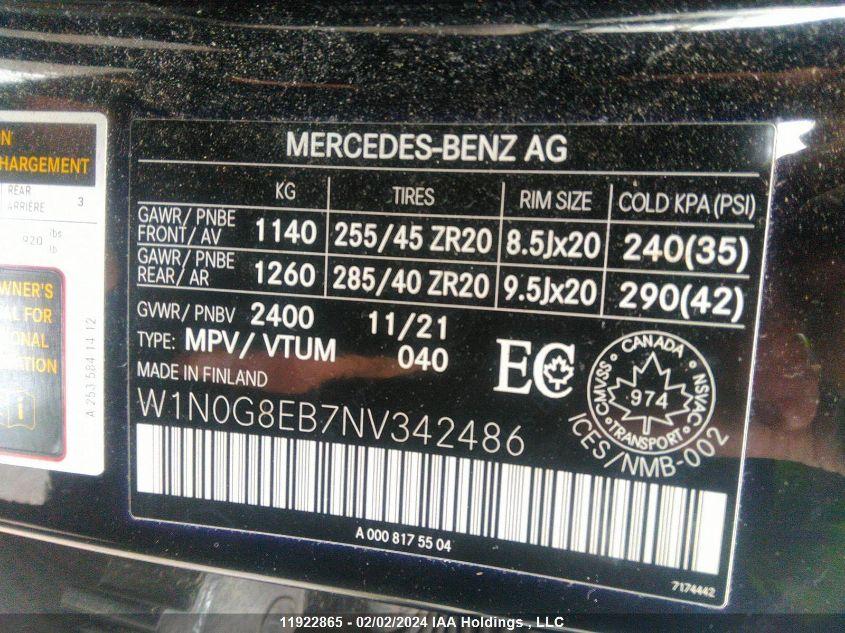 N
HARGEMENT
REAR
ARRIÈRE 3
920 lbs
lb
WNER'S
AL FOR
IONAL
ATION
A 253 584 14 12
MERCEDES-BENZ AG
KG TIRES RIM SIZE COLD KPA (PSI)
GAWR/ PNBE
FRONT/ AV 1140 255/45 ZR20 8.5Jx20 240(35)
GAWR/ PNBE
REAR/ AR 1260 285/40 ZR20 9.5Jx20 290(42)
GVWR/ PNBV 2400 11/21
TYPE: MPV/ VTUM 040
MADE IN FINLAND
EC
CANADA
CMVSS NSVAC
974
TRANSPORT
ICES/NMB-002
W1N0G8EB7NV342486
A 000 817 55 04
7174442
11922865 - 02/02/2024 IAA Holdings , LLC